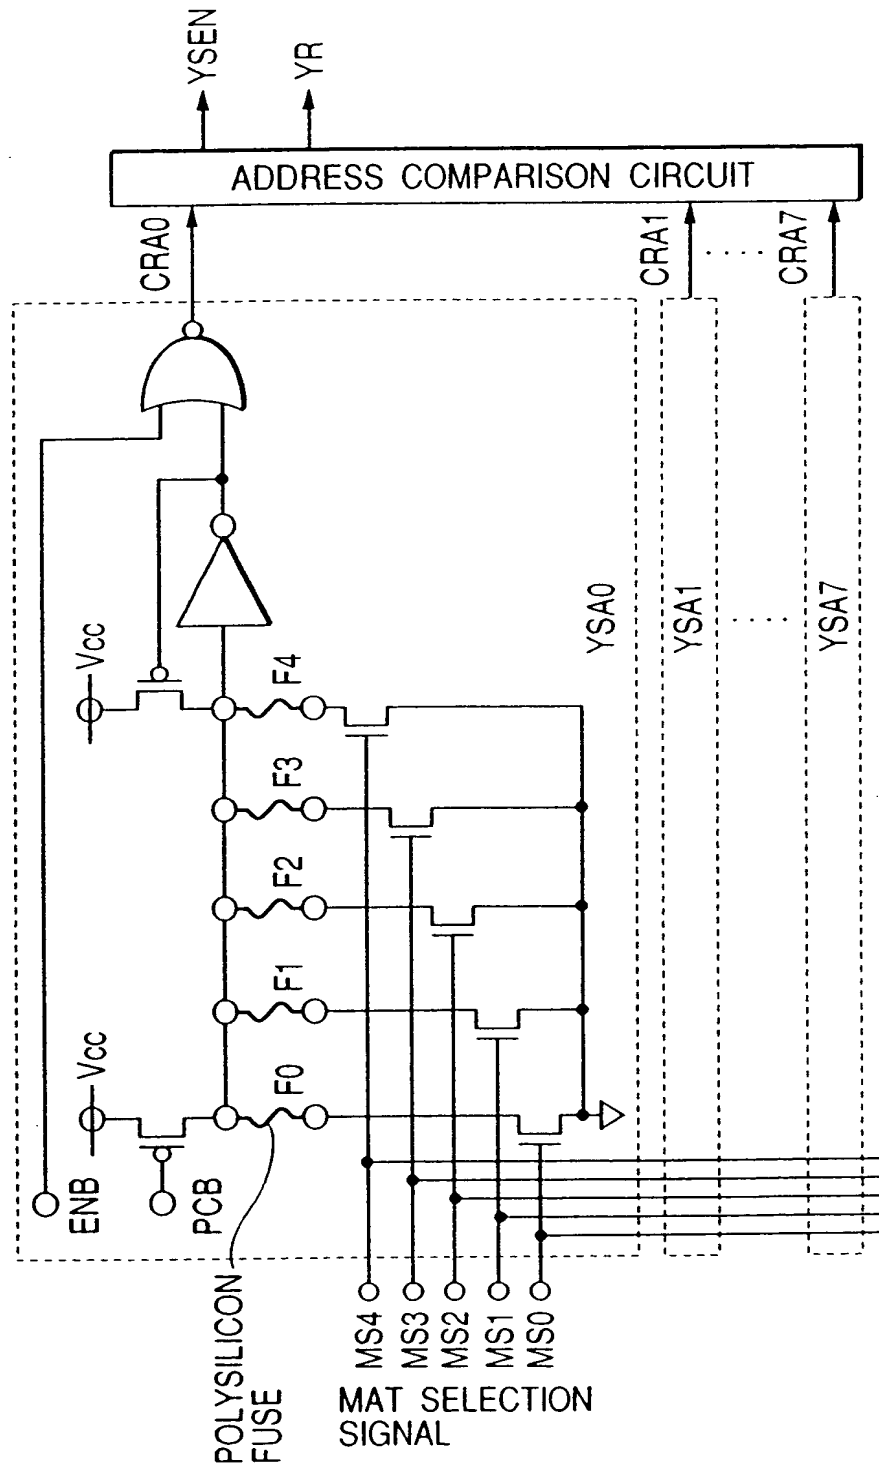 ENB
PCB
Vcc
Vcc
POLYSILICON
FUSE
F0
F1
F2
F3
F4
MS4
MS3
MS2
MS1
MS0
MAT SELECTION
SIGNAL
YSA0
YSA1
.....
YSA7
CRA0
CRA1
.....
CRA7
ADDRESS COMPARISON CIRCUIT
YSEN
YR